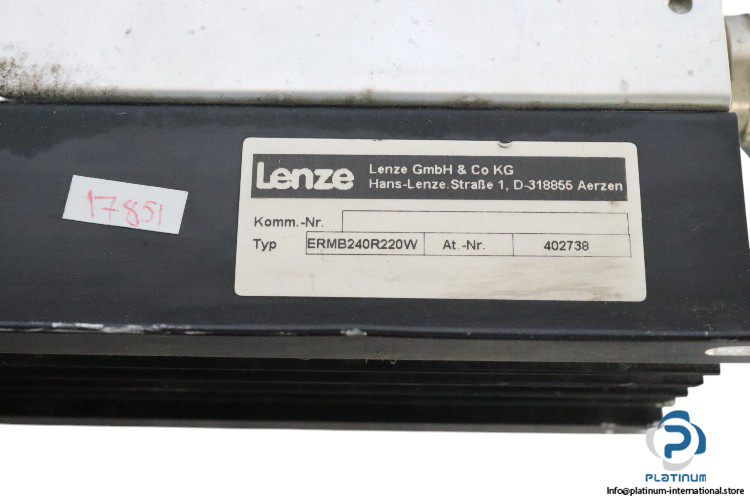 Lenze
Lenze GmbH & Co KG
Hans-Lenze.Straße 1, D-318855 Aerzen
Komm.-Nr.
Typ ERMB240R220W At.-Nr. 402738
17851
PLATINUM
Info@platinum-international.store